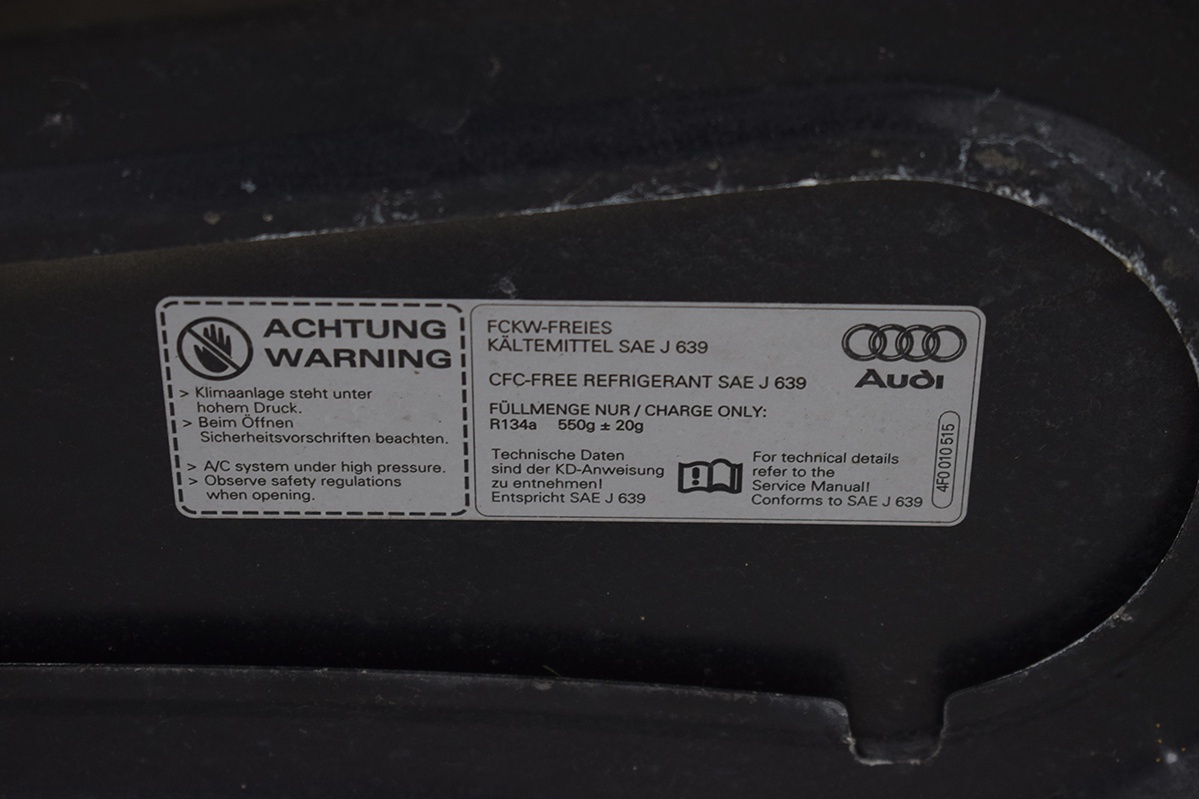 ACHTUNG
WARNING
> Klimaanlage steht unter
hohem Druck.
> Beim Öffnen
Sicherheitsvorschriften beachten.
> A/C system under high pressure.
> Observe safety regulations
when opening.
FCKW-FREIES
KÄLTEMITTEL SAE J 639
CFC-FREE REFRIGERANT SAE J 639
FÜLLMENGE NUR / CHARGE ONLY:
R134a 550g ± 20g
Technische Daten
sind der KD-Anweisung
zu entnehmen!
Entspricht SAE J 639
For technical details
refer to the
Service Manual!
Conforms to SAE J 639
Audi
4F0 010 515